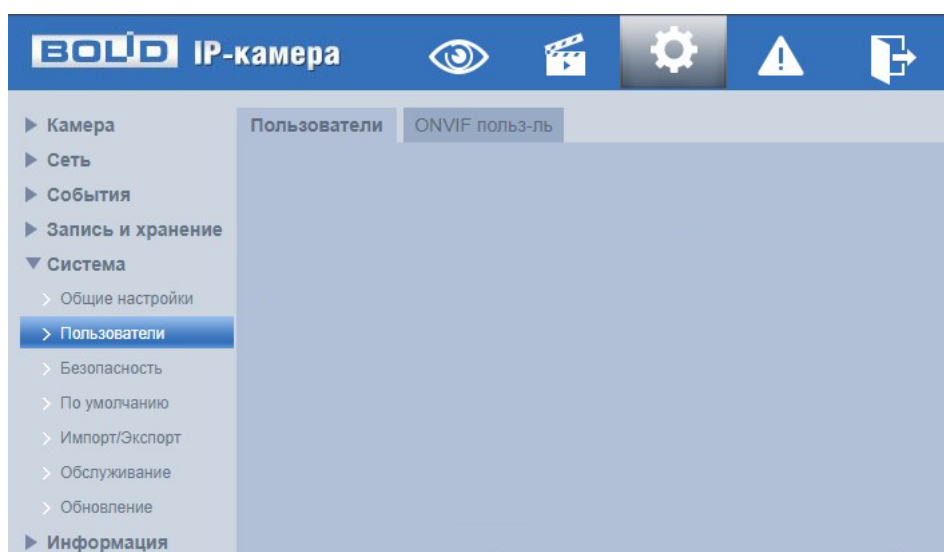 BOLID IP-камера
Пользователи ONVIF польз-ль
Камера
Сеть
События
Запись и хранение
Система
Общие настройки
Пользователи
Безопасность
По умолчанию
Импорт/Экспорт
Обслуживание
Обновление
Информация